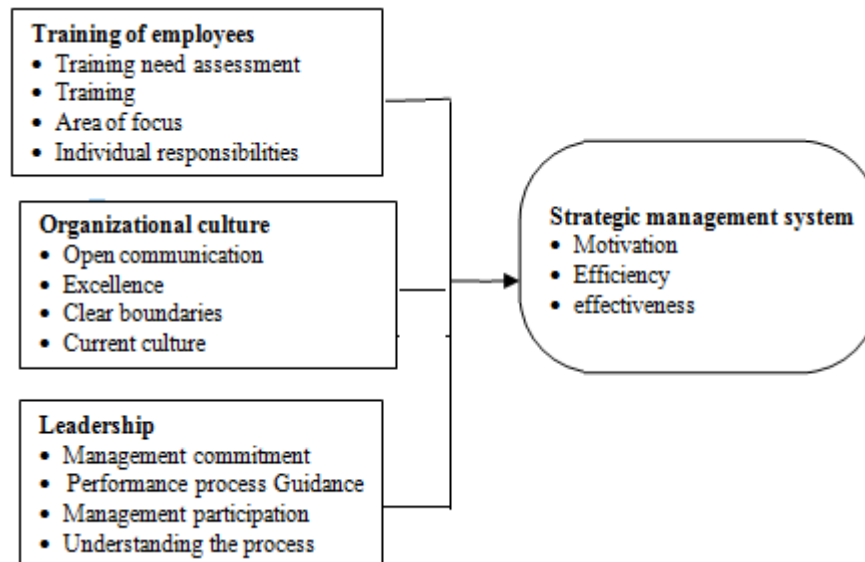 Training of employees
• Training need assessment
• Training
• Area of focus
• Individual responsibilities
Organizational culture
• Open communication
• Excellence
• Clear boundaries
• Current culture
Leadership
• Management commitment
• Performance process Guidance
• Management participation
• Understanding the process
Strategic management system
• Motivation
• Efficiency
• effectiveness